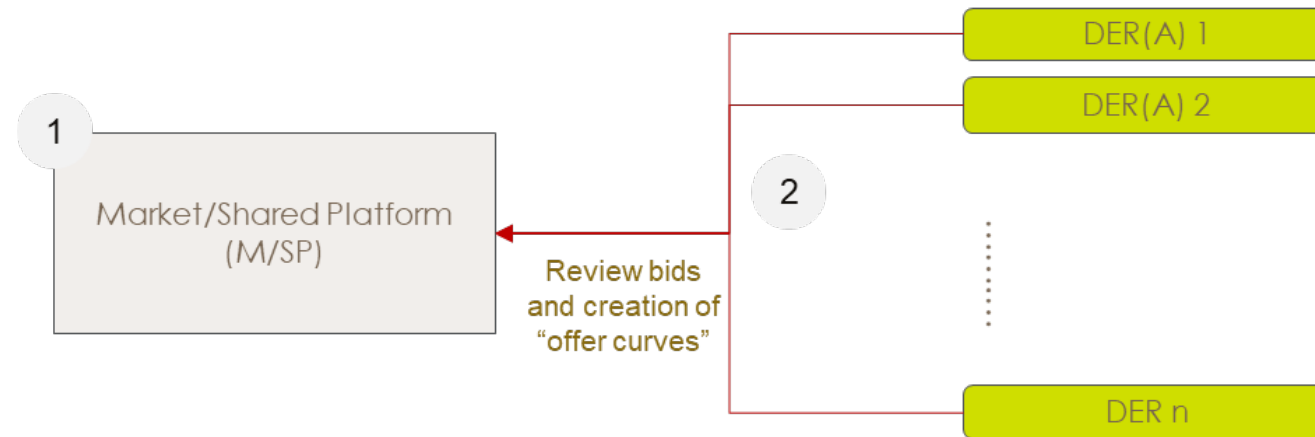 1
Market/Shared Platform
(M/SP)
Review bids
and creation of
“offer curves”
2
DER(A) 1
DER(A) 2
DER n